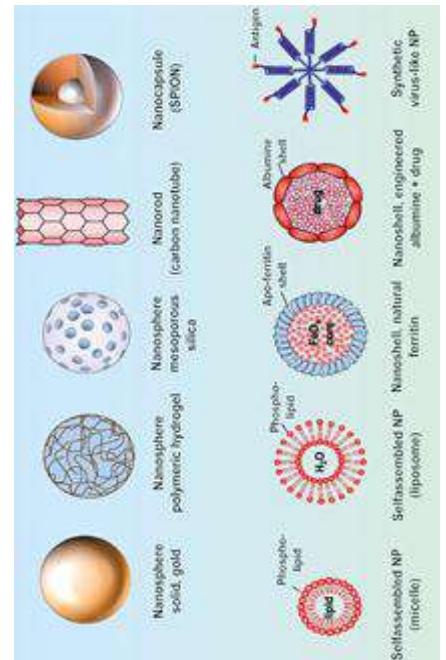 Nanosphere
solid, gold
Nanosphere
polymeric hydrogel
Nanosphere
mesoporous
silica
Nanorod
(carbon nanotube)
Nanocapsule
(SPION)
Phospho-
lipid
lipid
Selfassembled NP
(micelle)
Phospho-
lipid
H₂O
Selfassembled NP
(liposome)
Apo-ferritin
shell
FeOₓ
core
Nanoshell, natural
ferritin
Albumine
shell
drug
Nanoshell, engineered
albumine + drug
Antigen
Synthetic
virus-like NP